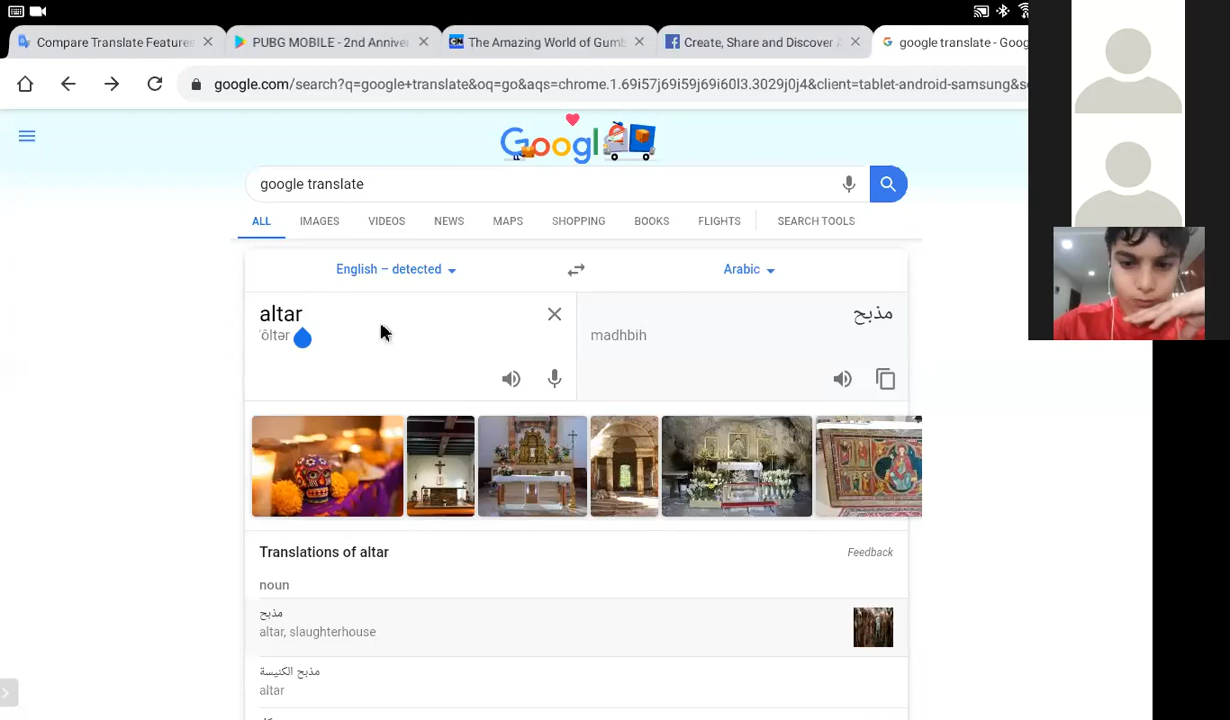 Compare Translate Features
PUBG MOBILE - 2nd Anniver
The Amazing World of Gumb
Create, Share and Discover A
google translate - Goog
google.com/search?q=google+translate&oq=go&aqs=chrome.1.69i57j69i59j69i60l3.3029j0j4&client=tablet-android-samsung&s
Googl
google translate
ALL
IMAGES
VIDEOS
NEWS
MAPS
SHOPPING
BOOKS
FLIGHTS
SEARCH TOOLS
English – detected
Arabic
altar
ˈôltər
مذبح
madhbih
Translations of altar
Feedback
noun
مذبح
altar, slaughterhouse
مذبح الكنيسة
altar